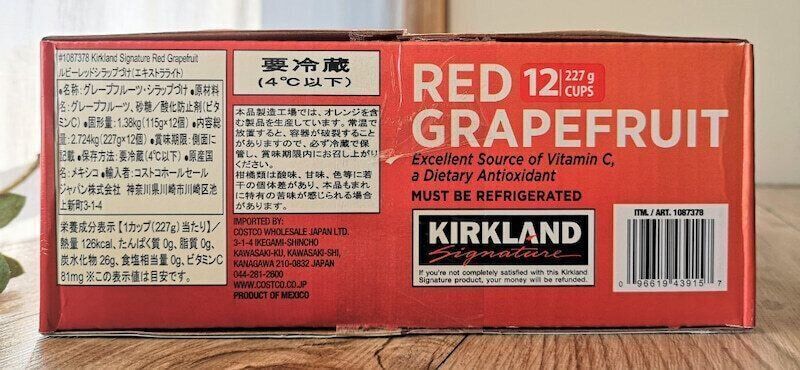 #1087378 Kirkland Signature Red Grapefruit
ルビーレッドシラップづけ(エキストラライト)
●名称:グレープフルーツ・シラップづけ ●原材料
名:グレープフルーツ、砂糖/酸化防止剤(ビタ
ミンC) ●固形量:1.38kg(115g×12個) ●内容総
量:2.724kg(227g×12個) ●賞味期限:側面に
記載 ●保存方法:要冷蔵(4℃以下) ●原産国
名:メキシコ ●輸入者:コストコホールセール
ジャパン株式会社 神奈川県川崎市川崎区池
上新町3-1-4
栄養成分表示【1カップ(227g)当たり】/
熱量 126kcal、たんぱく質 0g、脂質 0g、
炭水化物 26g、食塩相当量 0g、ビタミンC
81mg ※この表示値は目安です。
要冷蔵
(4℃以下)
本品製造工場では、オレンジを含
む製品を生産しています。常温で
放置すると、容器が破裂すること
がありますので、必ず冷蔵で保
管し、賞味期限内にお召し上がり
ください。
柑橘類は酸味、甘味、色等に若
干の個体差があり、本品もまれ
に特有の苦味が感じられる場合
があります。
IMPORTED BY:
COSTCO WHOLESALE JAPAN LTD.
3-1-4 IKEGAMI-SHINCHO
KAWASAKI-KU, KAWASAKI-SHI,
KANAGAWA 210-0832 JAPAN
044-281-2600
WWW.COSTCO.CO.JP
PRODUCT OF MEXICO
RED 12 227 g CUPS
GRAPEFRUIT
Excellent Source of Vitamin C,
a Dietary Antioxidant
MUST BE REFRIGERATED
KIRKLAND
Signature
If you're not completely satisfied with this Kirkland
Signature product, your money will be refunded.
ITM. / ART. 1087378
0 96619 43915 7